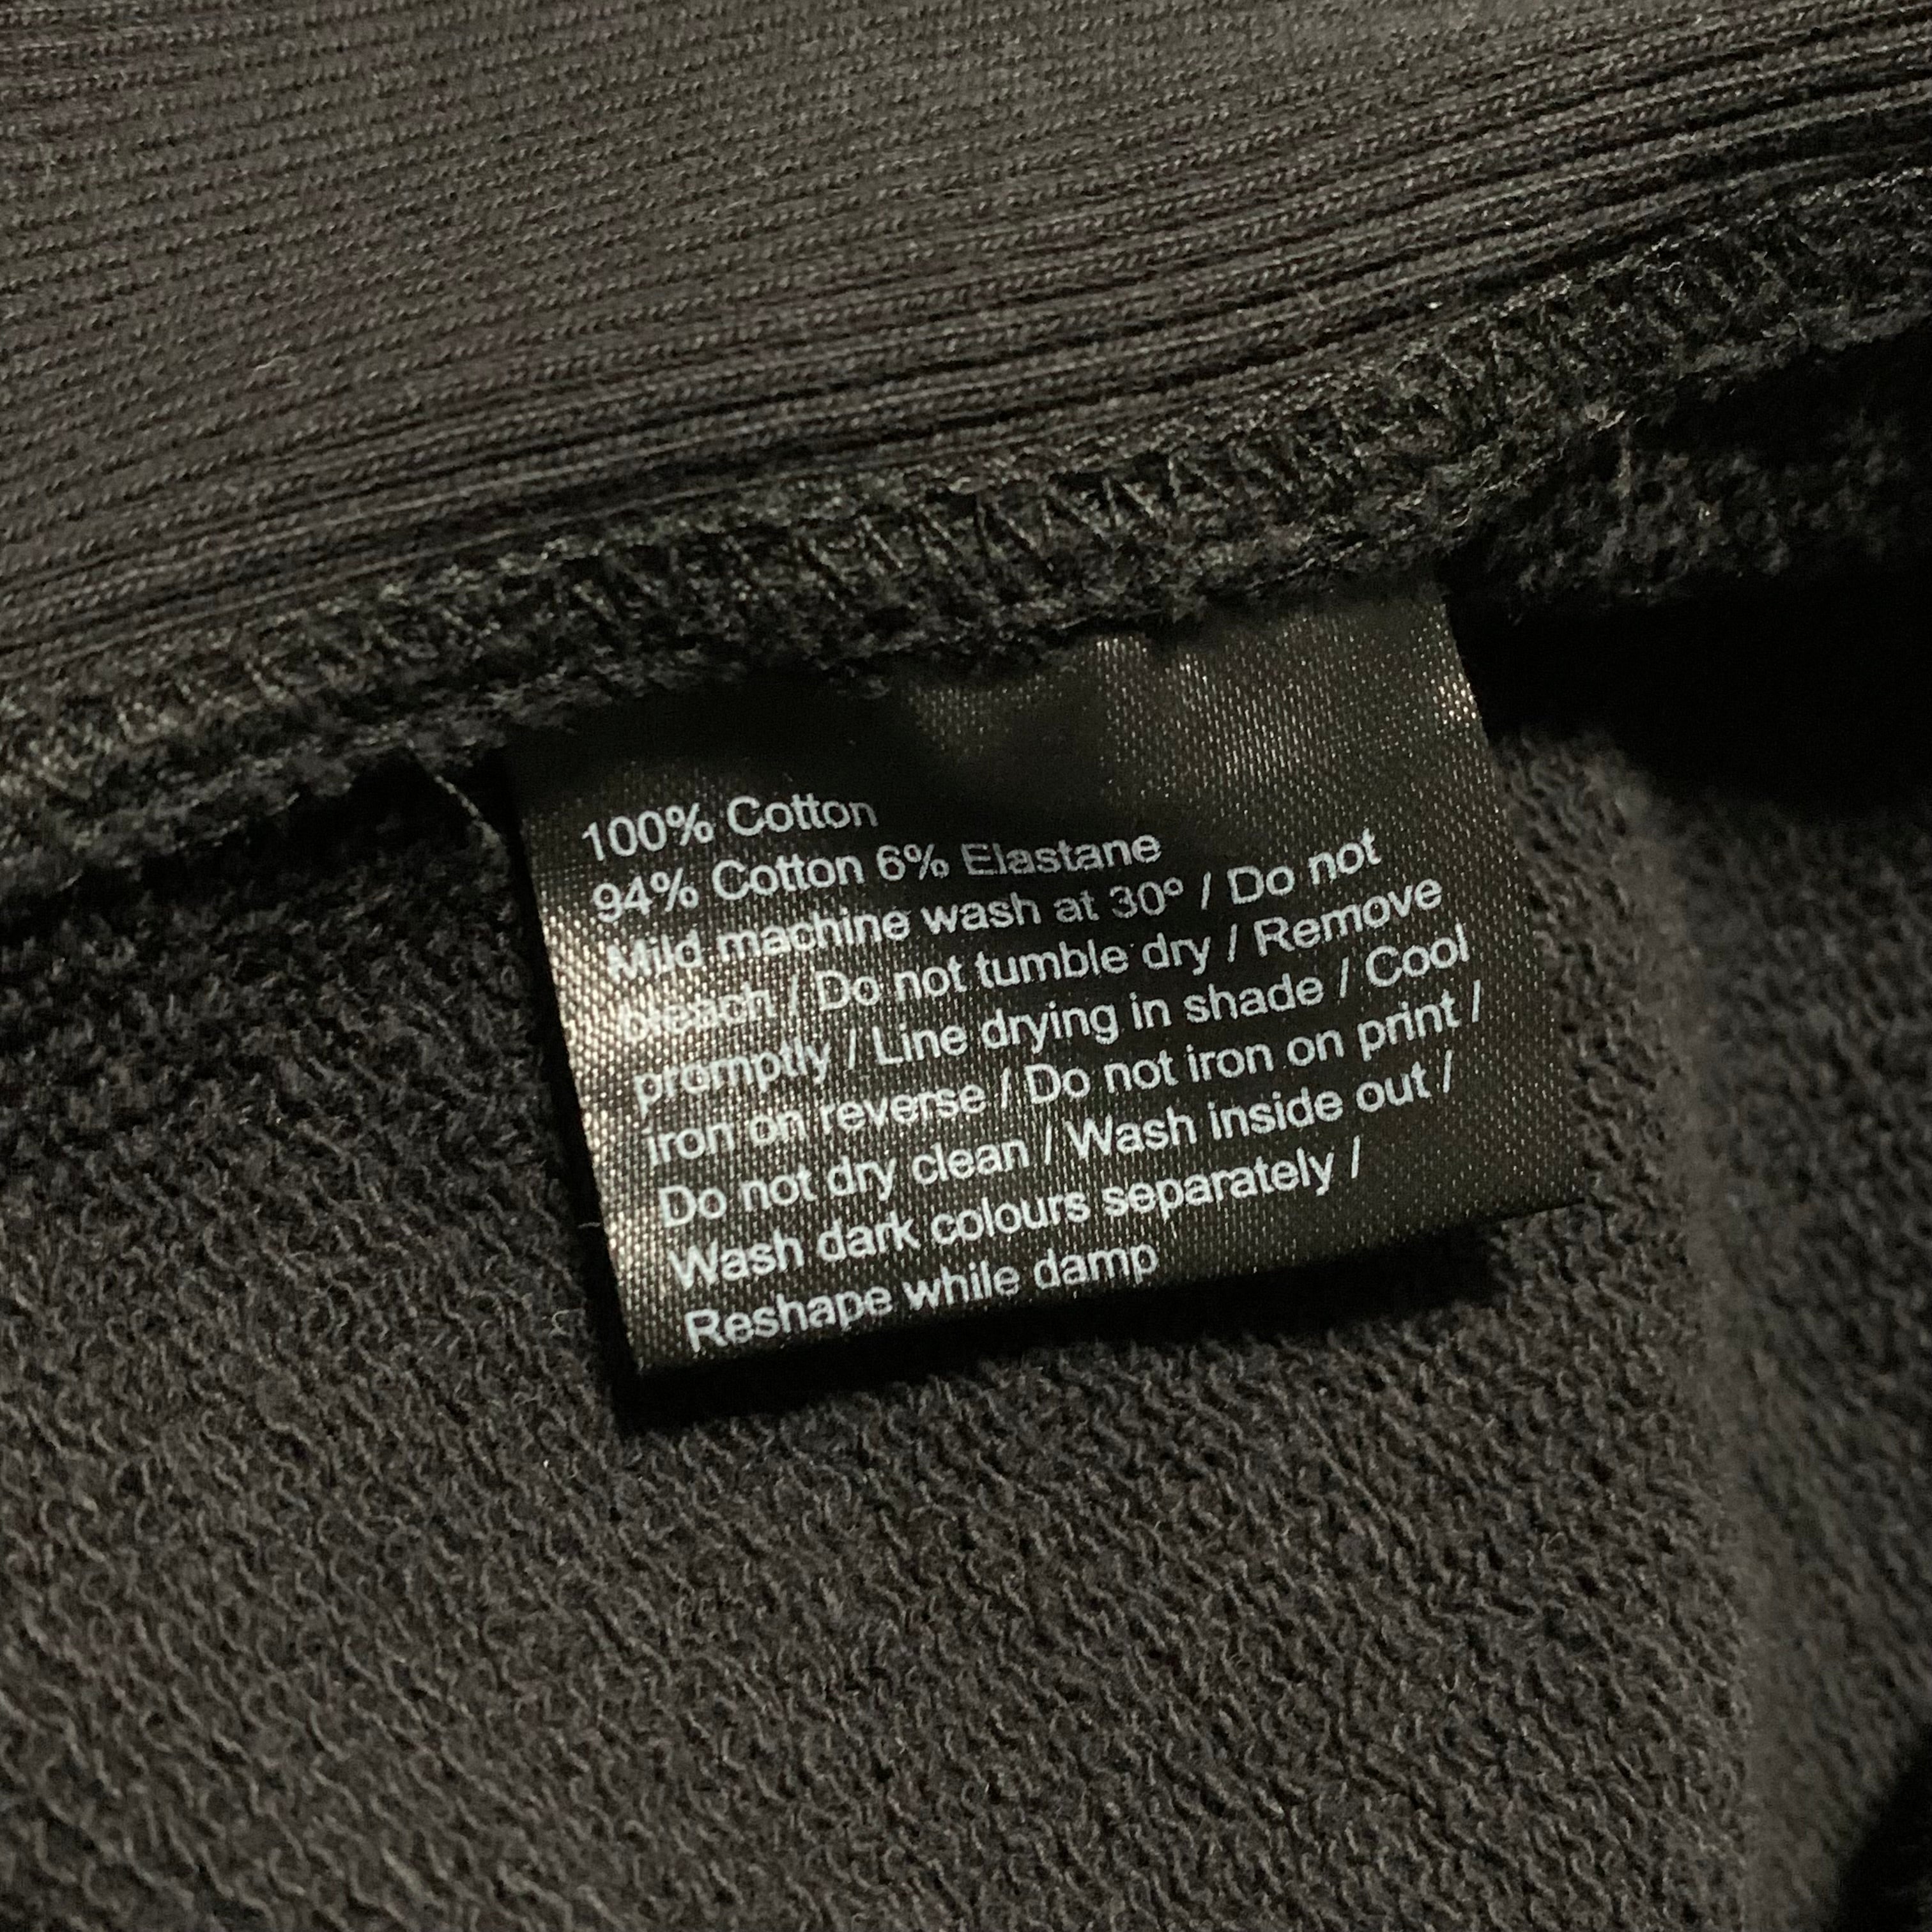 100% Cotton
94% Cotton 6% Elastane
Mild machine wash at 30º / Do not
bleach / Do not tumble dry / Remove
promptly / Line drying in shade / Cool
iron on reverse / Do not iron on print /
Do not dry clean / Wash inside out /
Wash dark colours separately /
Reshape while damp